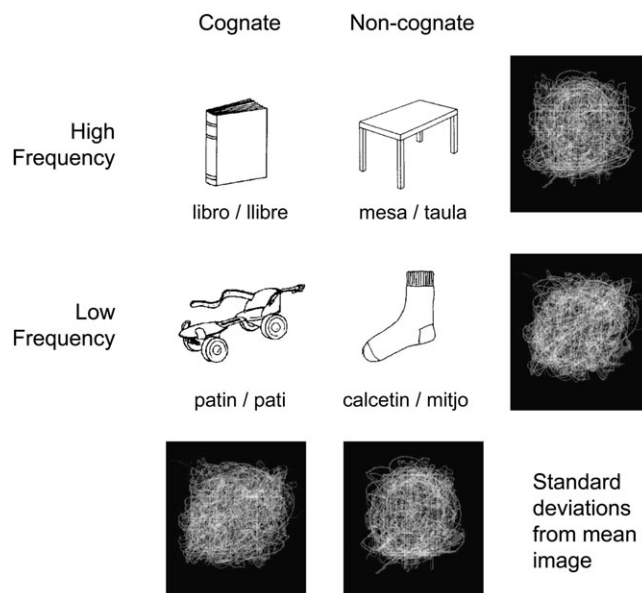 Cognate
Non-cognate
High
Frequency
libro / llibre
mesa / taula
Low
Frequency
patin / pati
calcetin / mitjo
Standard
deviations
from mean
image